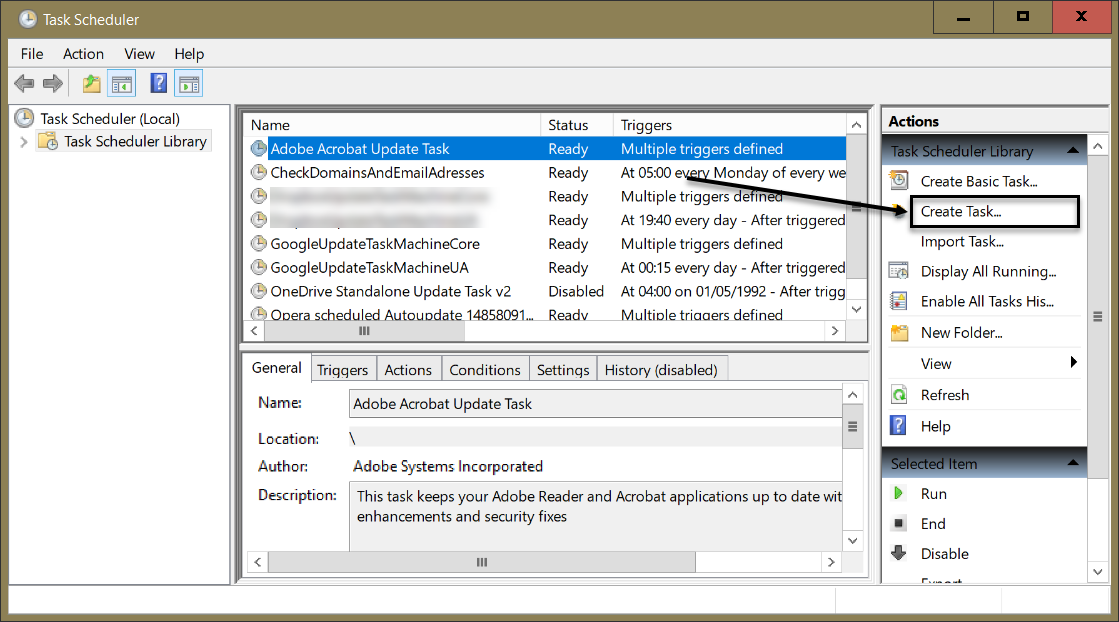 Task Scheduler
File Action View Help
Task Scheduler (Local)
Task Scheduler Library
Name Status Triggers
Adobe Acrobat Update Task Ready Multiple triggers defined
CheckDomainsAndEmailAdresses Ready At 05:00 every Monday of every we
Ready Multiple triggers defined
Ready At 19:40 every day - After triggered
GoogleUpdateTaskMachineCore Ready Multiple triggers defined
GoogleUpdateTaskMachineUA Ready At 00:15 every day - After triggered
OneDrive Standalone Update Task v2 Disabled At 04:00 on 01/05/1992 - After trigg
Opera scheduled Autoupdate 14858091... Ready Multiple triggers defined
General Triggers Actions Conditions Settings History (disabled)
Name: Adobe Acrobat Update Task
Location: \
Author: Adobe Systems Incorporated
Description: This task keeps your Adobe Reader and Acrobat applications up to date wit
enhancements and security fixes
Actions
Task Scheduler Library
Create Basic Task...
Create Task...
Import Task...
Display All Running...
Enable All Tasks His...
New Folder...
View
Refresh
Help
Selected Item
Run
End
Disable
Export